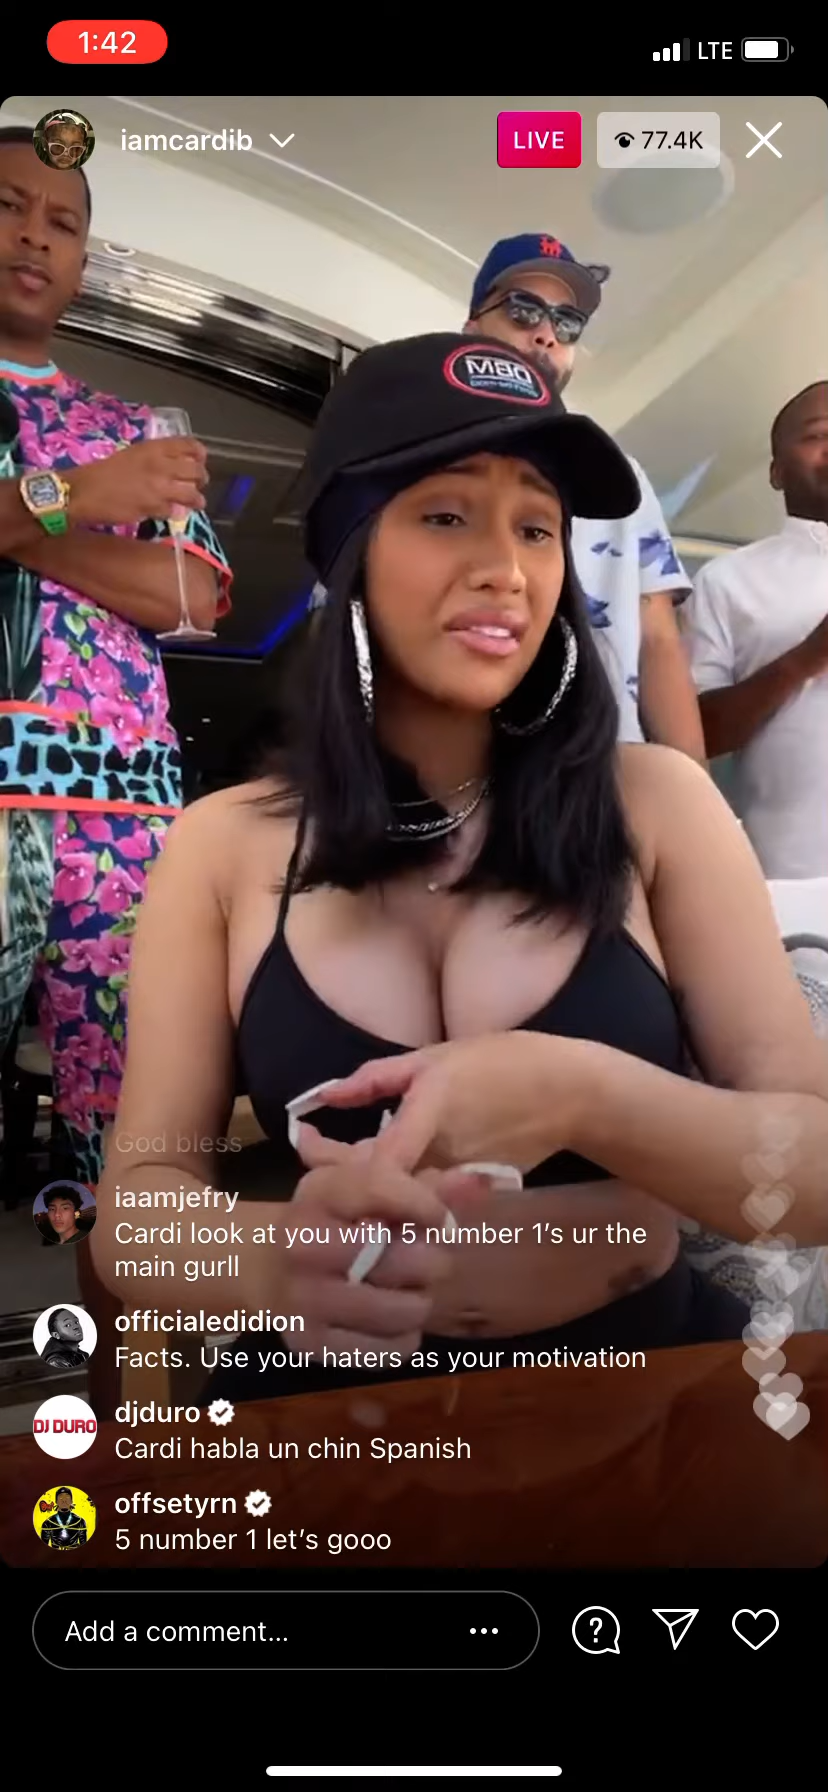 1:42
LTE
iamcardib
LIVE
77.4K
God bless
iaamjefry
Cardi look at you with 5 number 1's ur the
main gurll
officialedidion
Facts. Use your haters as your motivation
DJ DURO
djduro
Cardi habla un chin Spanish
offsetyrn
5 number 1 let's gooo
Add a comment...